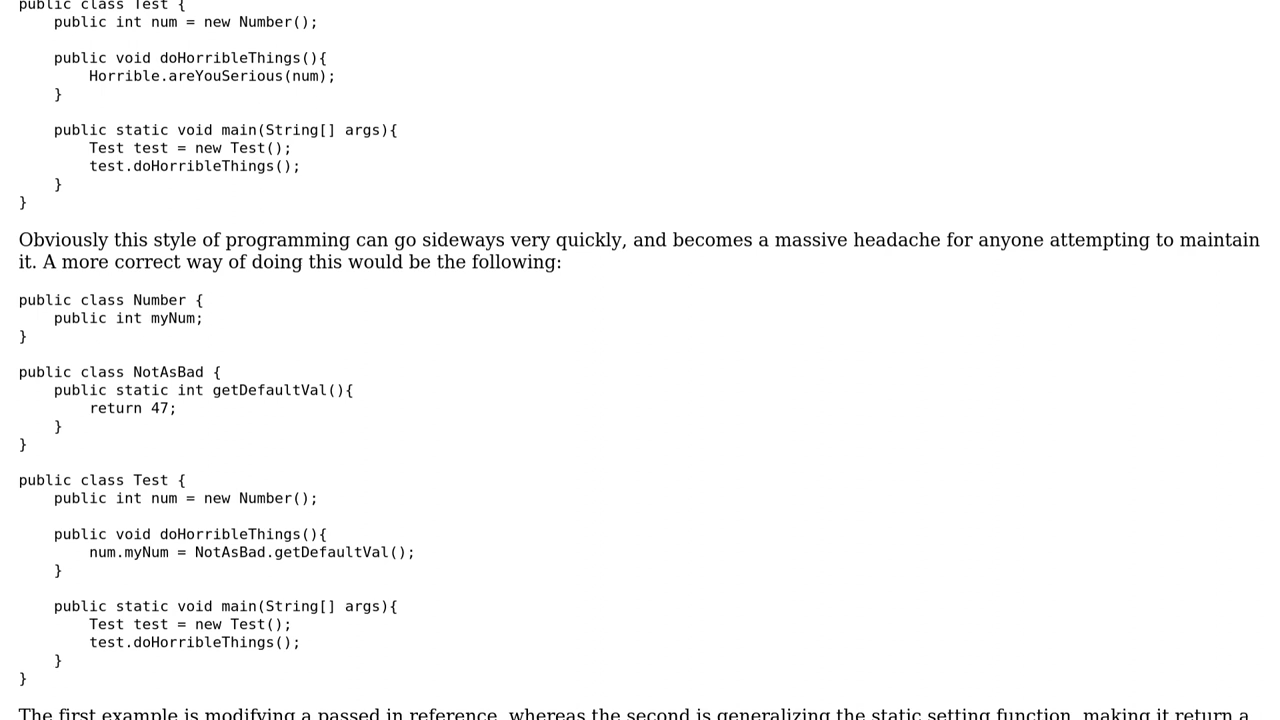 public class Test {
    public int num = new Number();

    public void doHorribleThings(){
        Horrible.areYouSerious(num);
    }

    public static void main(String[] args){
        Test test = new Test();
        test.doHorribleThings();
    }
}
Obviously this style of programming can go sideways very quickly, and becomes a massive headache for anyone attempting to maintain
it. A more correct way of doing this would be the following:
public class Number {
    public int myNum;
}

public class NotAsBad {
    public static int getDefaultVal(){
        return 47;
    }
}

public class Test {
    public int num = new Number();

    public void doHorribleThings(){
        num.myNum = NotAsBad.getDefaultVal();
    }

    public static void main(String[] args){
        Test test = new Test();
        test.doHorribleThings();
    }
}
The first example is modifying a passed in reference, whereas the second is generalizing the static setting function, making it return a